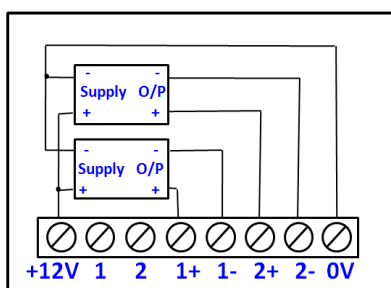 - -
Supply O/P
+ +
- -
Supply O/P
+ +
+12V 1 2 1+ 1- 2+ 2- 0V